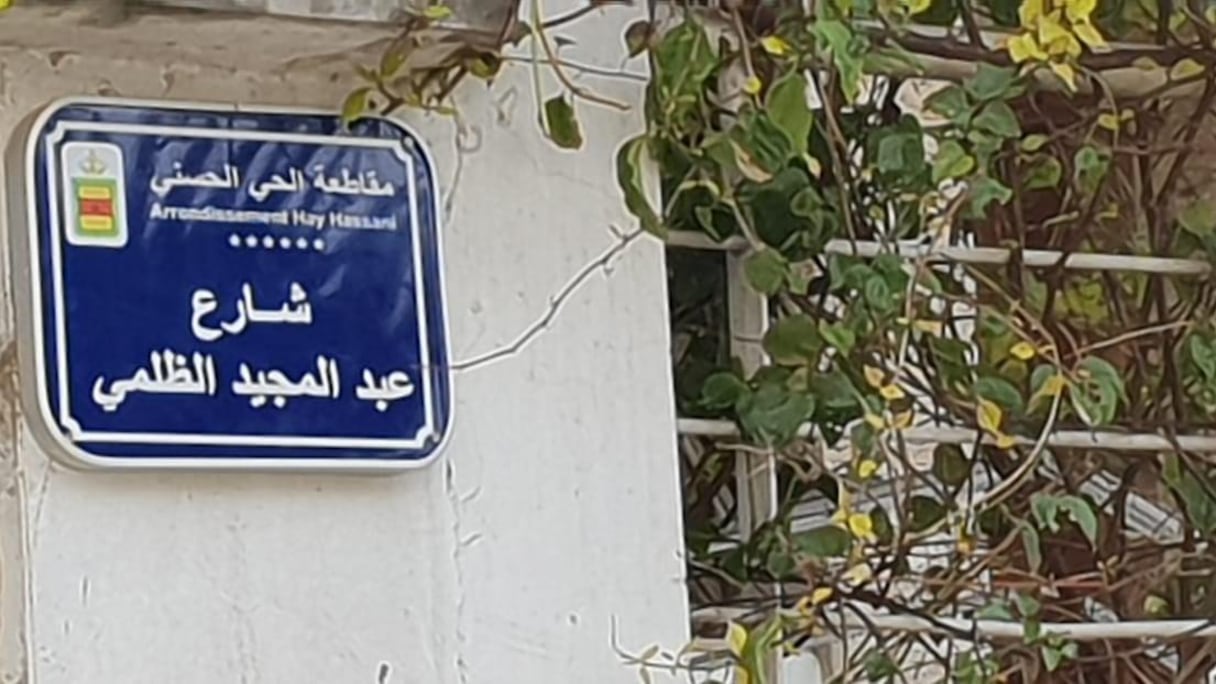 مقاطعة الحي الحسني
Arrondissement Hay Hassani
شارع
عبد المجيد الظلمي